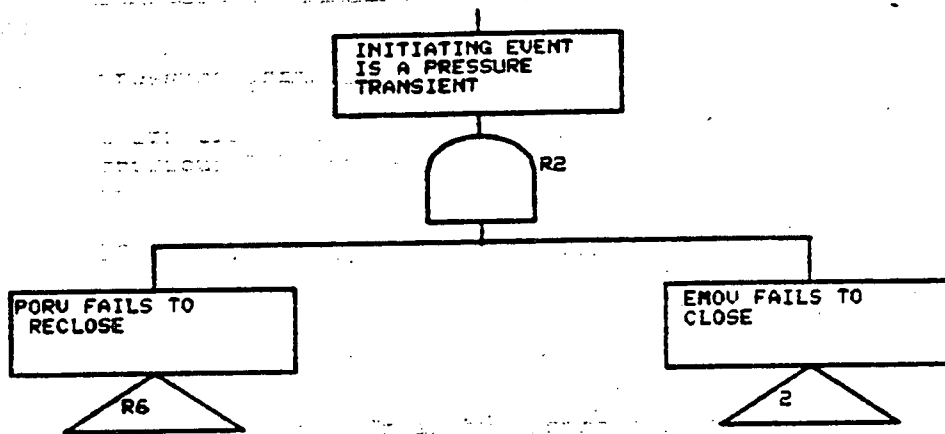 INITIATING EVENT
IS A PRESSURE
TRANSIENT
R2
PORV FAILS TO
RECLOSE
EMOV FAILS TO
CLOSE
R6
2